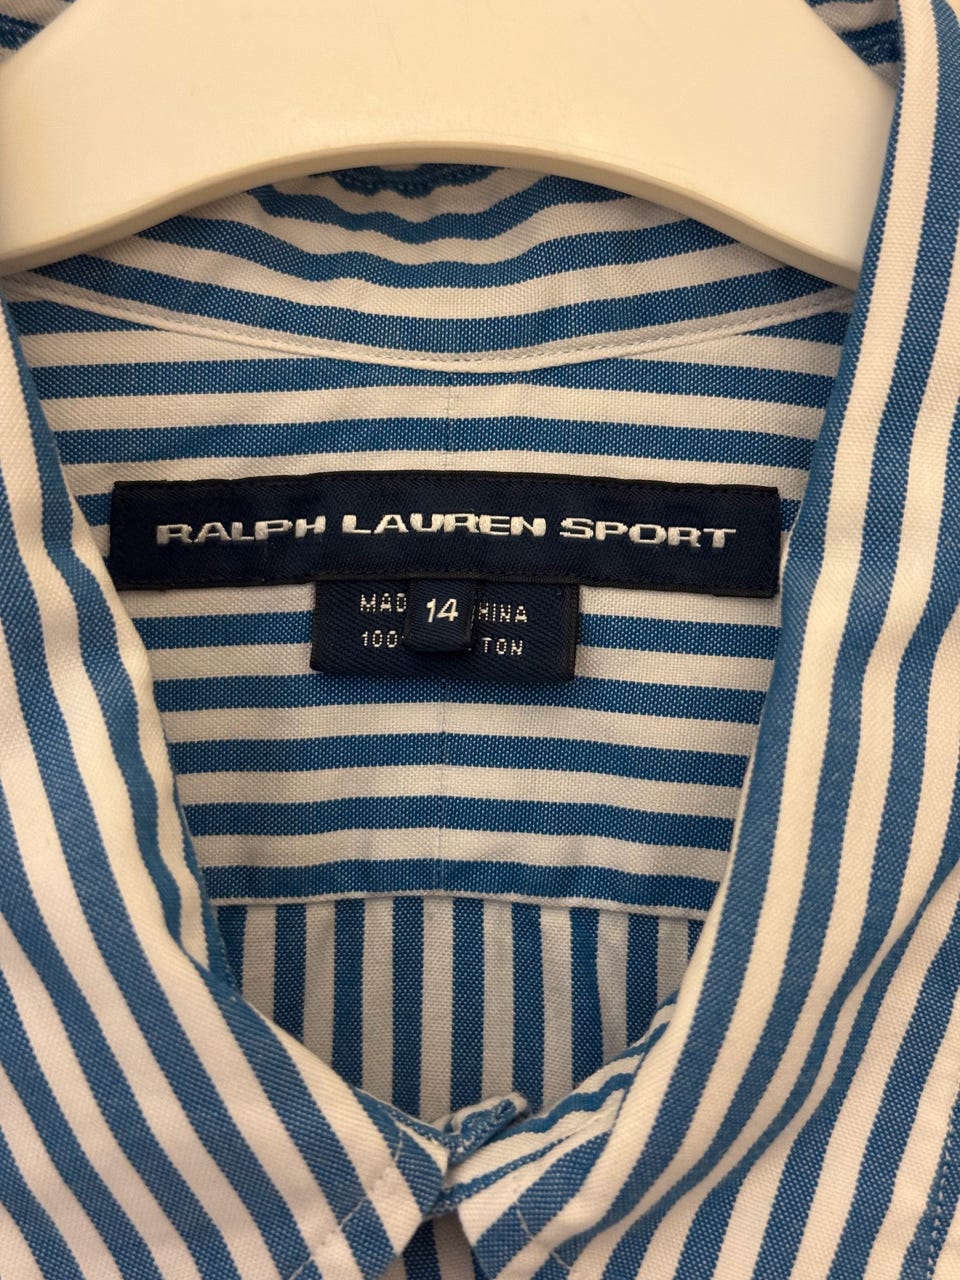 RALPH LAUREN SPORT
MAD 14 HINA
100 TON